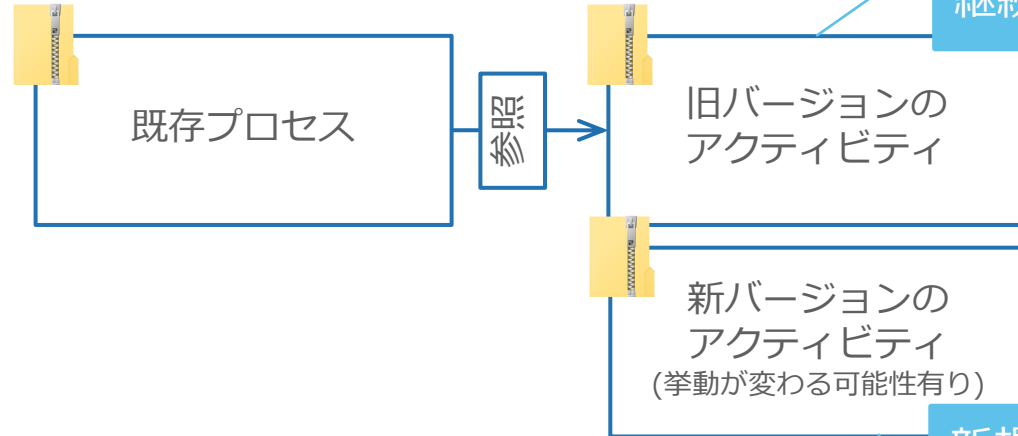 既存プロセス
参照
旧バージョンの
アクティビティ
新バージョンの
アクティビティ
(挙動が変わる可能性有り)